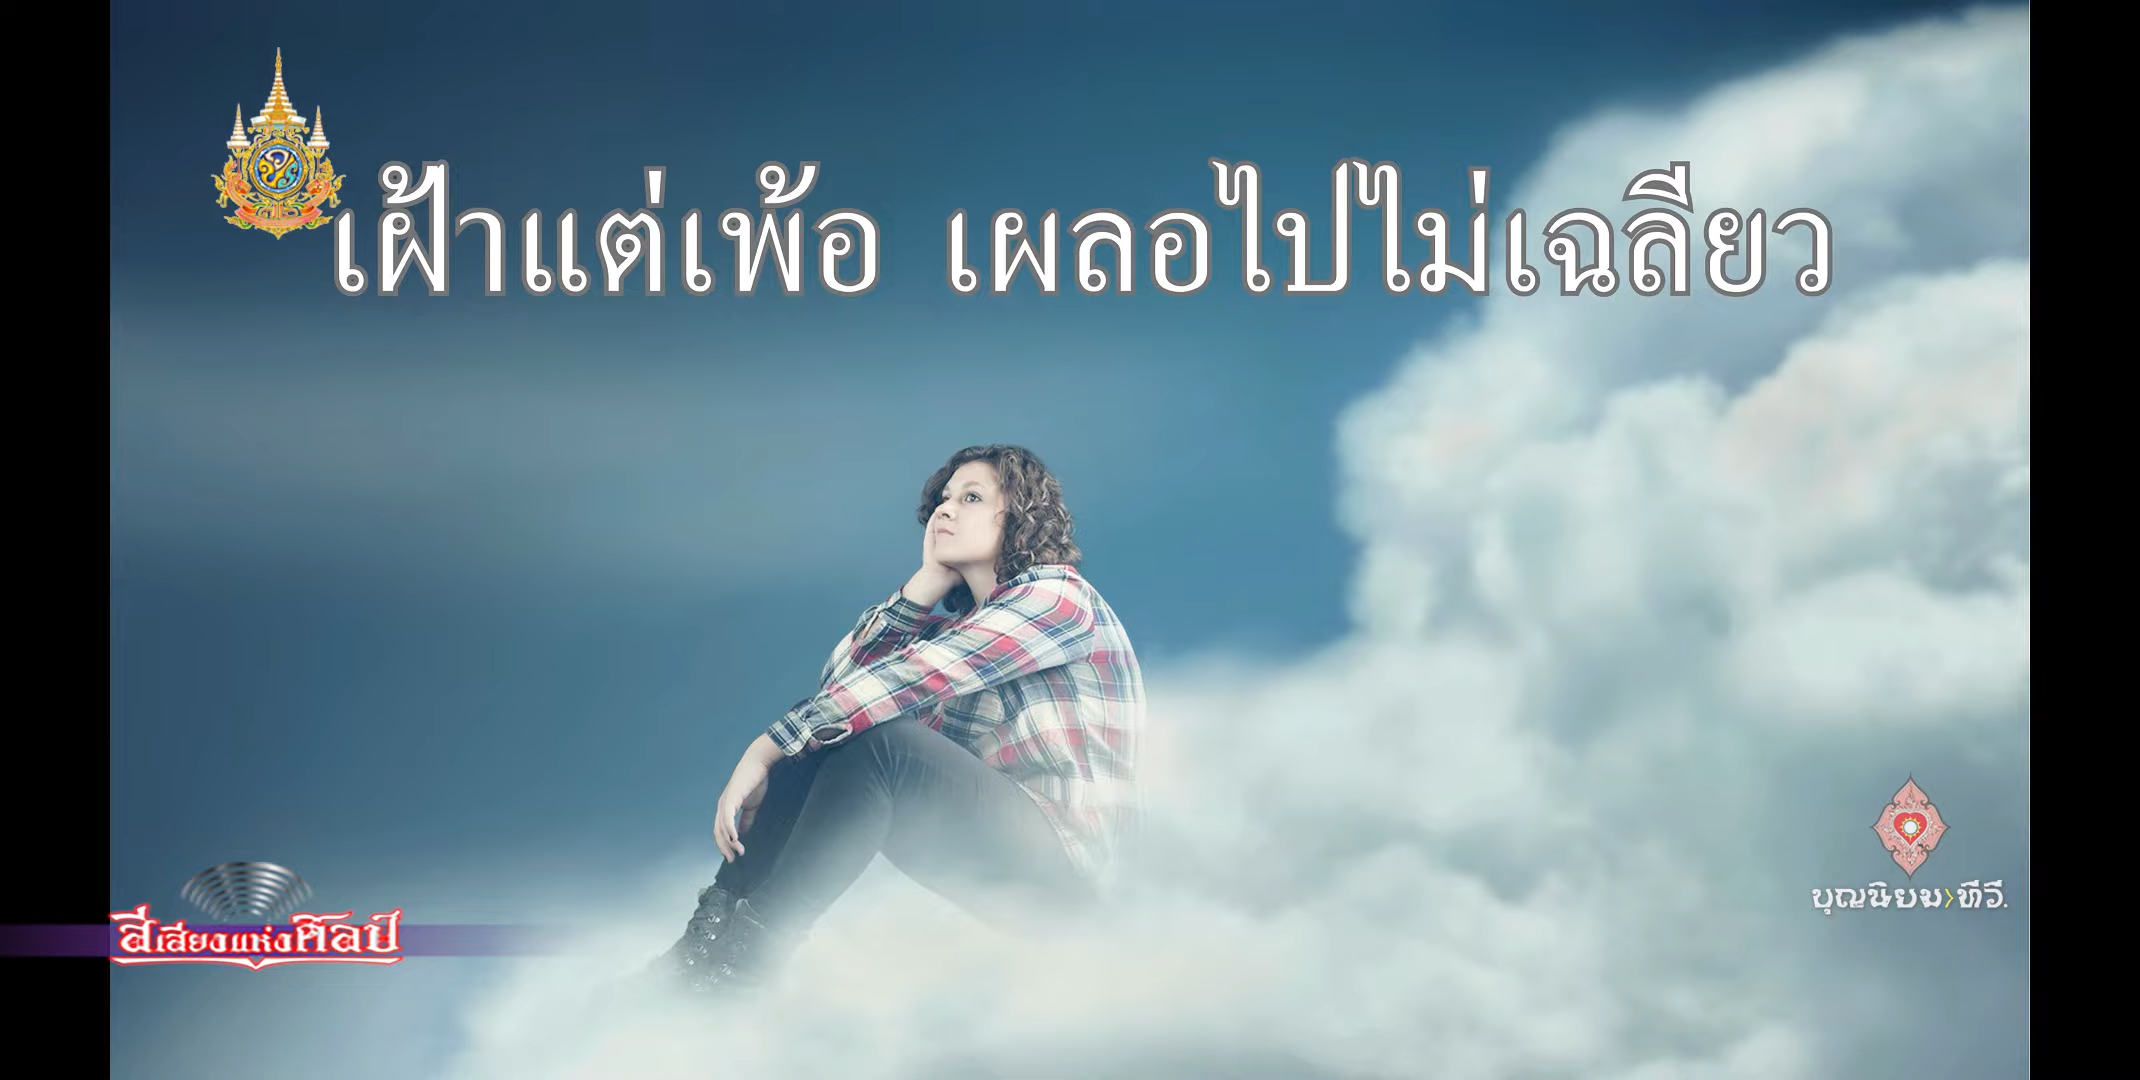 เฝ้าแต่เพ้อ เผลอไปไม่เฉลียว
สีเสียงแห่งศิลป์
บุญนิยมทีวี.